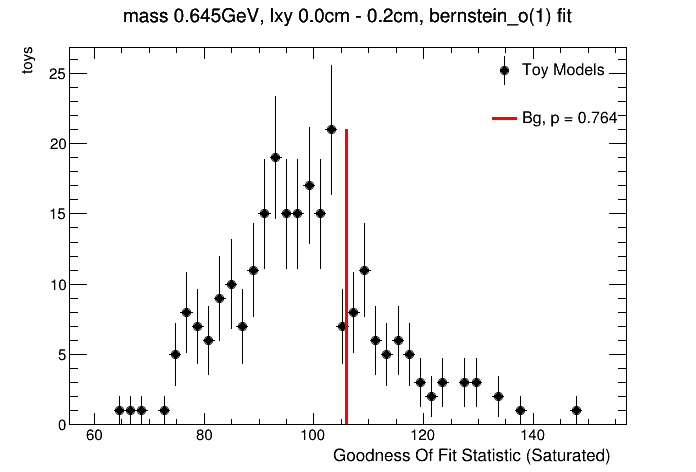 mass 0.645GeV, lxy 0.0cm - 0.2cm, bernstein_o(1) fit
toys
25
20
15
10
5
0
Toy Models
Bg, p = 0.764
60 80 100 120 140
Goodness Of Fit Statistic (Saturated)